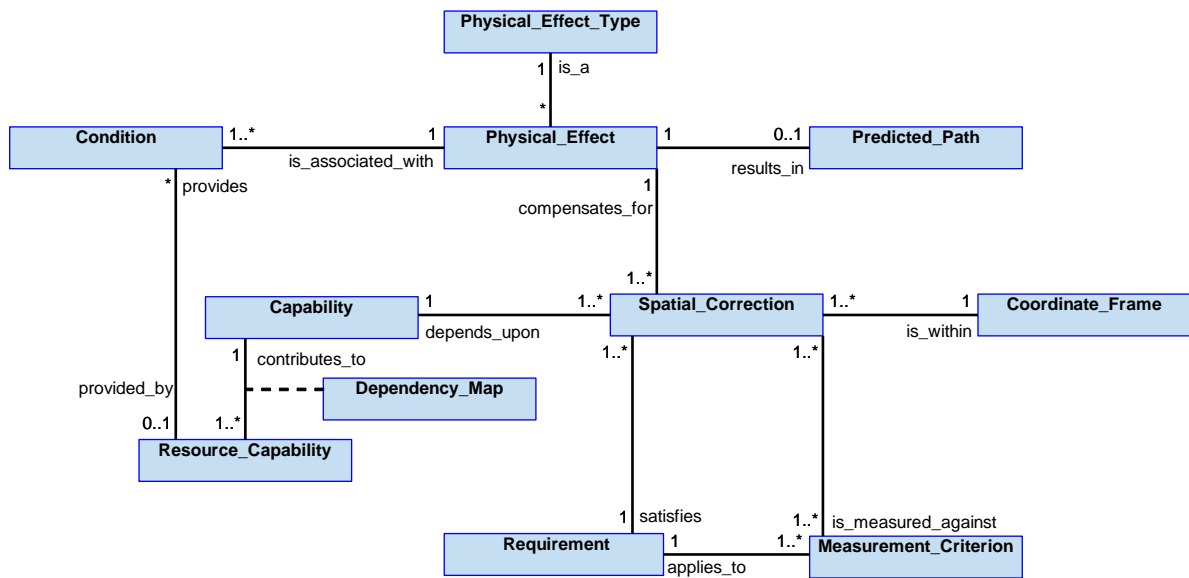 Physical_Effect_Type
1
is_a
*
Condition
1..*
1
Physical_Effect
1
0..1
Predicted_Path
is_associated_with
results_in
*
provides
1
compensates_for
1..*
Capability
1
1..*
Spatial_Correction
1..*
1
Coordinate_Frame
depends_upon
is_within
1
contributes_to
1..*
1..*
provided_by
Dependency_Map
0..1
1..*
Resource_Capability
1
satisfies
1..*
is_measured_against
Requirement
1
1..*
Measurement_Criterion
applies_to